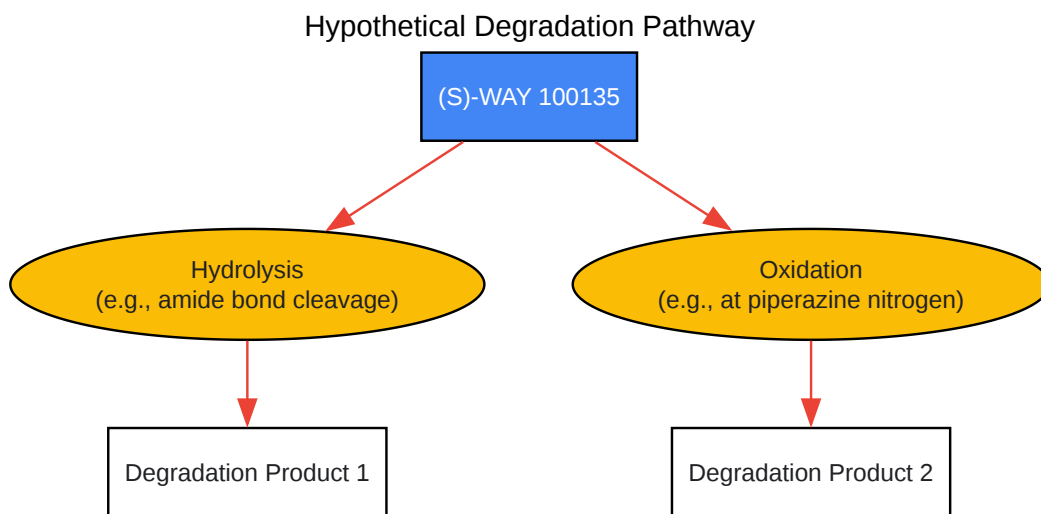 Hypothetical Degradation Pathway
(S)-WAY 100135
Hydrolysis
(e.g., amide bond cleavage)
Oxidation
(e.g., at piperazine nitrogen)
Degradation Product 1
Degradation Product 2